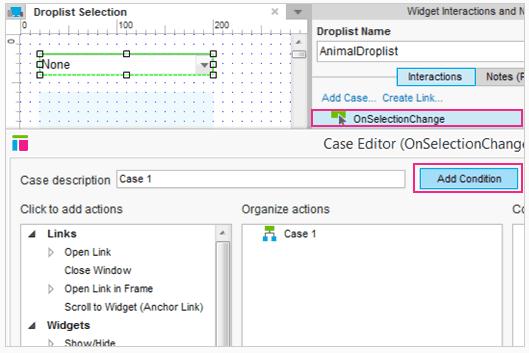 Droplist Selection
Widget Interactions and N
0 100 200
Droplist Name
0
None
AnimalDroplist
Interactions
Notes (P
Add Case... Create Link...
OnSelectionChange
Case Editor (OnSelectionChange
Case description
Case 1
Add Condition
Click to add actions
Organize actions
Co
Links
Case 1
Open Link
Close Window
Open Link in Frame
Scroll to Widget (Anchor Link)
Widgets
Show/Hide